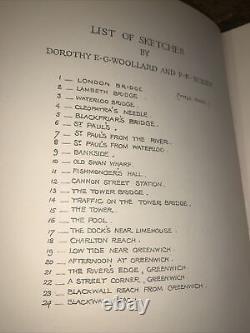 LIST OF SKETCHES
BY
DOROTHY E·G·WOOLLARD AND
1 — LONDON BRIDGE
2 — LAMBETH BRIDGE.
3 — WATERLOO BRIDGE.
4 — CLEOPATRA'S NEEDLE
5 — BLACKFRIAR'S BRIDGE.
6 — ST PAUL'S.
7 — ST PAUL'S FROM THE RIVER.
8 — ST PAUL'S FROM WATERLOO
9 — BANKSIDE.
10 — OLD SWAN WHARF.
11 — FISHMONGERS HALL.
12 — CANNON STREET STATION.
13 — THE TOWER BRIDGE.
14 — TRAFFIC ON THE TOWER BRIDGE.
15 — THE TOWER.
16 — THE POOL.
17 — THE DOCKS NEAR LIMEHOUSE.
18 — CHARLTON REACH.
19 — LOW TIDE NEAR GREENWICH.
20 — AFTERNOON AT GREENWICH
21 — THE RIVER'S EDGE, GREENWICH.
22 — A STREET CORNER, GREENWICH.
23 — BLACKWALL REACH FROM GREENWICH.
24